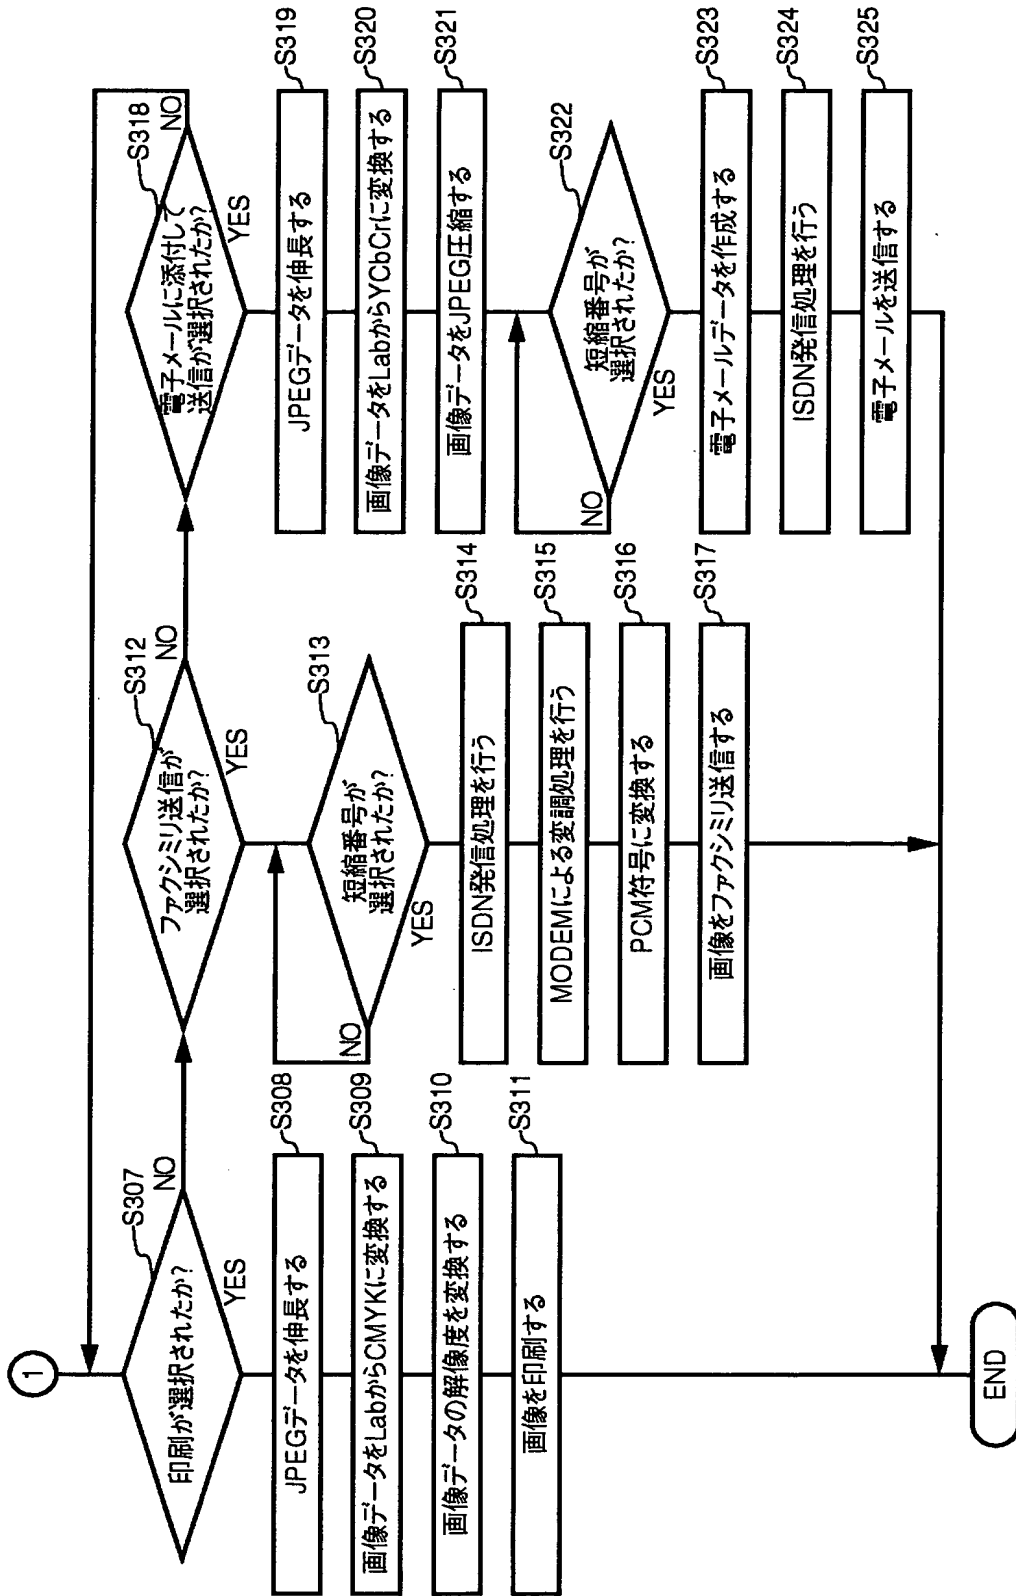 1
印刷が選択されたか?
S307
NO
YES
JPEGデータを伸長する
S308
画像データをLabからCMYKに変換する
S309
画像データの解像度を変換する
S310
画像を印刷する
S311
ファクシミリ送信が
選択されたか?
S312
NO
YES
短縮番号が
選択されたか?
S313
NO
YES
ISDN発信処理を行う
S314
MODEMによる変調処理を行う
S315
PCM符号に変換する
S316
画像をファクシミリ送信する
S317
電子メールに添付して
送信が選択されたか?
S318
NO
YES
JPEGデータを伸長する
S319
画像データをLabからYCbCrに変換する
S320
画像データをJPEG圧縮する
S321
短縮番号が
選択されたか?
S322
NO
YES
電子メールデータを作成する
S323
ISDN発信処理を行う
S324
電子メールを送信する
S325
END